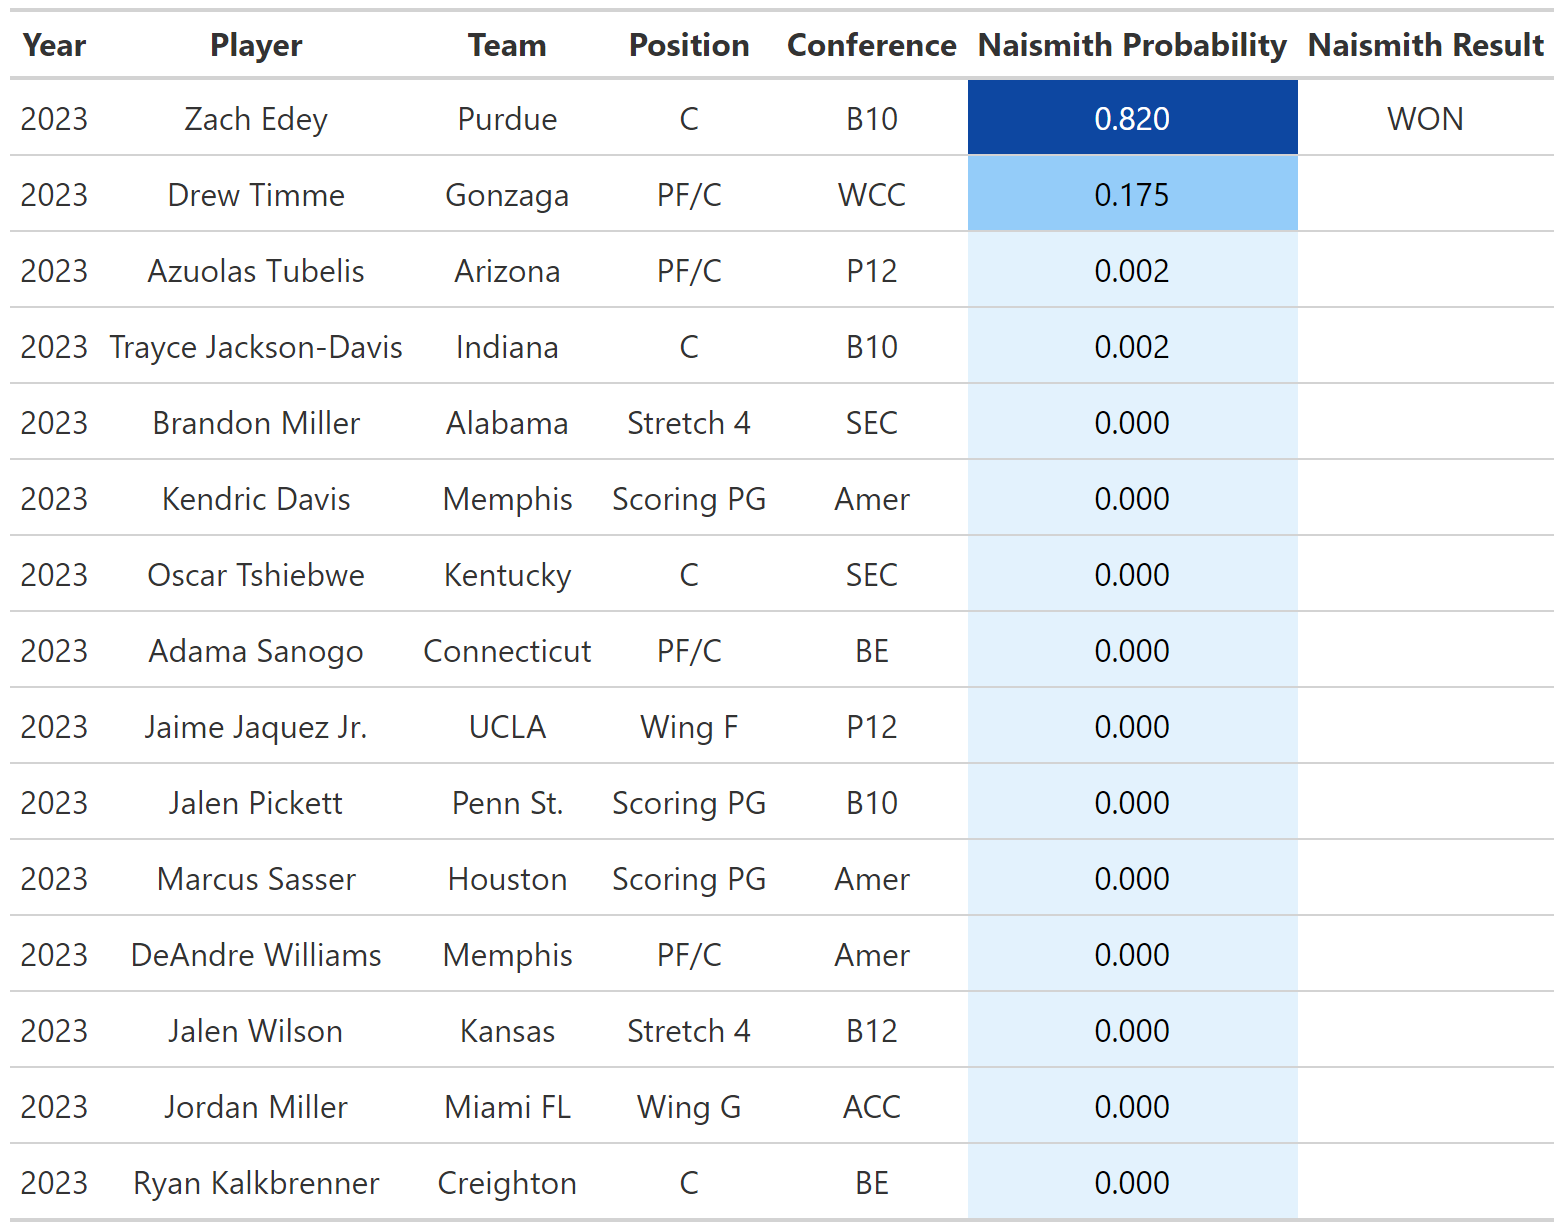 Year Player Team Position Conference Naismith Probability Naismith Result
2023 Zach Edey Purdue C B10 0.820 WON
2023 Drew Timme Gonzaga PF/C WCC 0.175
2023 Azuolas Tubelis Arizona PF/C P12 0.002
2023 Trayce Jackson-Davis Indiana C B10 0.002
2023 Brandon Miller Alabama Stretch 4 SEC 0.000
2023 Kendric Davis Memphis Scoring PG Amer 0.000
2023 Oscar Tshiebwe Kentucky C SEC 0.000
2023 Adama Sanogo Connecticut PF/C BE 0.000
2023 Jaime Jaquez Jr. UCLA Wing F P12 0.000
2023 Jalen Pickett Penn St. Scoring PG B10 0.000
2023 Marcus Sasser Houston Scoring PG Amer 0.000
2023 DeAndre Williams Memphis PF/C Amer 0.000
2023 Jalen Wilson Kansas Stretch 4 B12 0.000
2023 Jordan Miller Miami FL Wing G ACC 0.000
2023 Ryan Kalkbrenner Creighton C BE 0.000